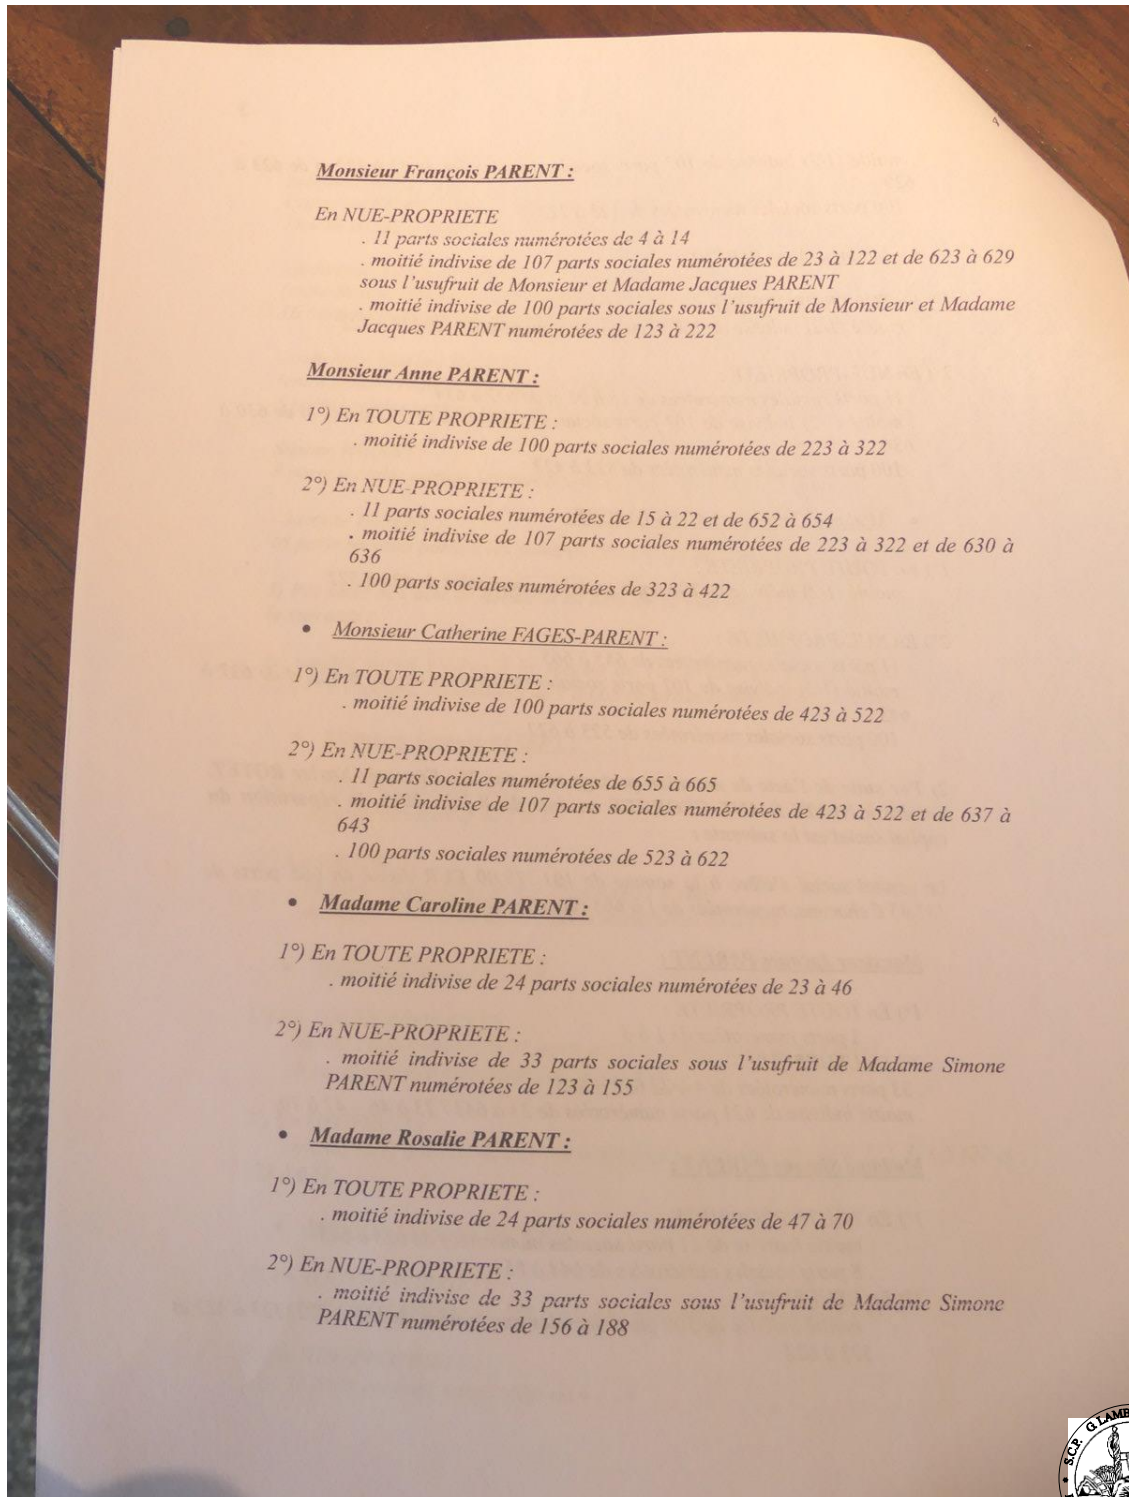 Monsieur François PARENT :
En NUE-PROPRIETE
. 11 parts sociales numérotées de 4 à 14
. moitié indivise de 107 parts sociales numérotées de 23 à 122 et de 623 à 629
sous l'usufruit de Monsieur et Madame Jacques PARENT
. moitié indivise de 100 parts sociales sous l'usufruit de Monsieur et Madame
Jacques PARENT numérotées de 123 à 222
Monsieur Anne PARENT :
1°) En TOUTE PROPRIETE :
. moitié indivise de 100 parts sociales numérotées de 223 à 322
2°) En NUE-PROPRIETE :
. 11 parts sociales numérotées de 15 à 22 et de 652 à 654
. moitié indivise de 107 parts sociales numérotées de 223 à 322 et de 630 à
636
. 100 parts sociales numérotées de 323 à 422
• Monsieur Catherine FAGES-PARENT :
1°) En TOUTE PROPRIETE :
. moitié indivise de 100 parts sociales numérotées de 423 à 522
2°) En NUE-PROPRIETE :
. 11 parts sociales numérotées de 655 à 665
. moitié indivise de 107 parts sociales numérotées de 423 à 522 et de 637 à
643
. 100 parts sociales numérotées de 523 à 622
• Madame Caroline PARENT :
1°) En TOUTE PROPRIETE :
. moitié indivise de 24 parts sociales numérotées de 23 à 46
2°) En NUE-PROPRIETE :
. moitié indivise de 33 parts sociales sous l'usufruit de Madame Simone
PARENT numérotées de 123 à 155
• Madame Rosalie PARENT :
1°) En TOUTE PROPRIETE :
. moitié indivise de 24 parts sociales numérotées de 47 à 70
2°) En NUE-PROPRIETE :
. moitié indivise de 33 parts sociales sous l'usufruit de Madame Simone
PARENT numérotées de 156 à 188
S.C.P. G LAMB